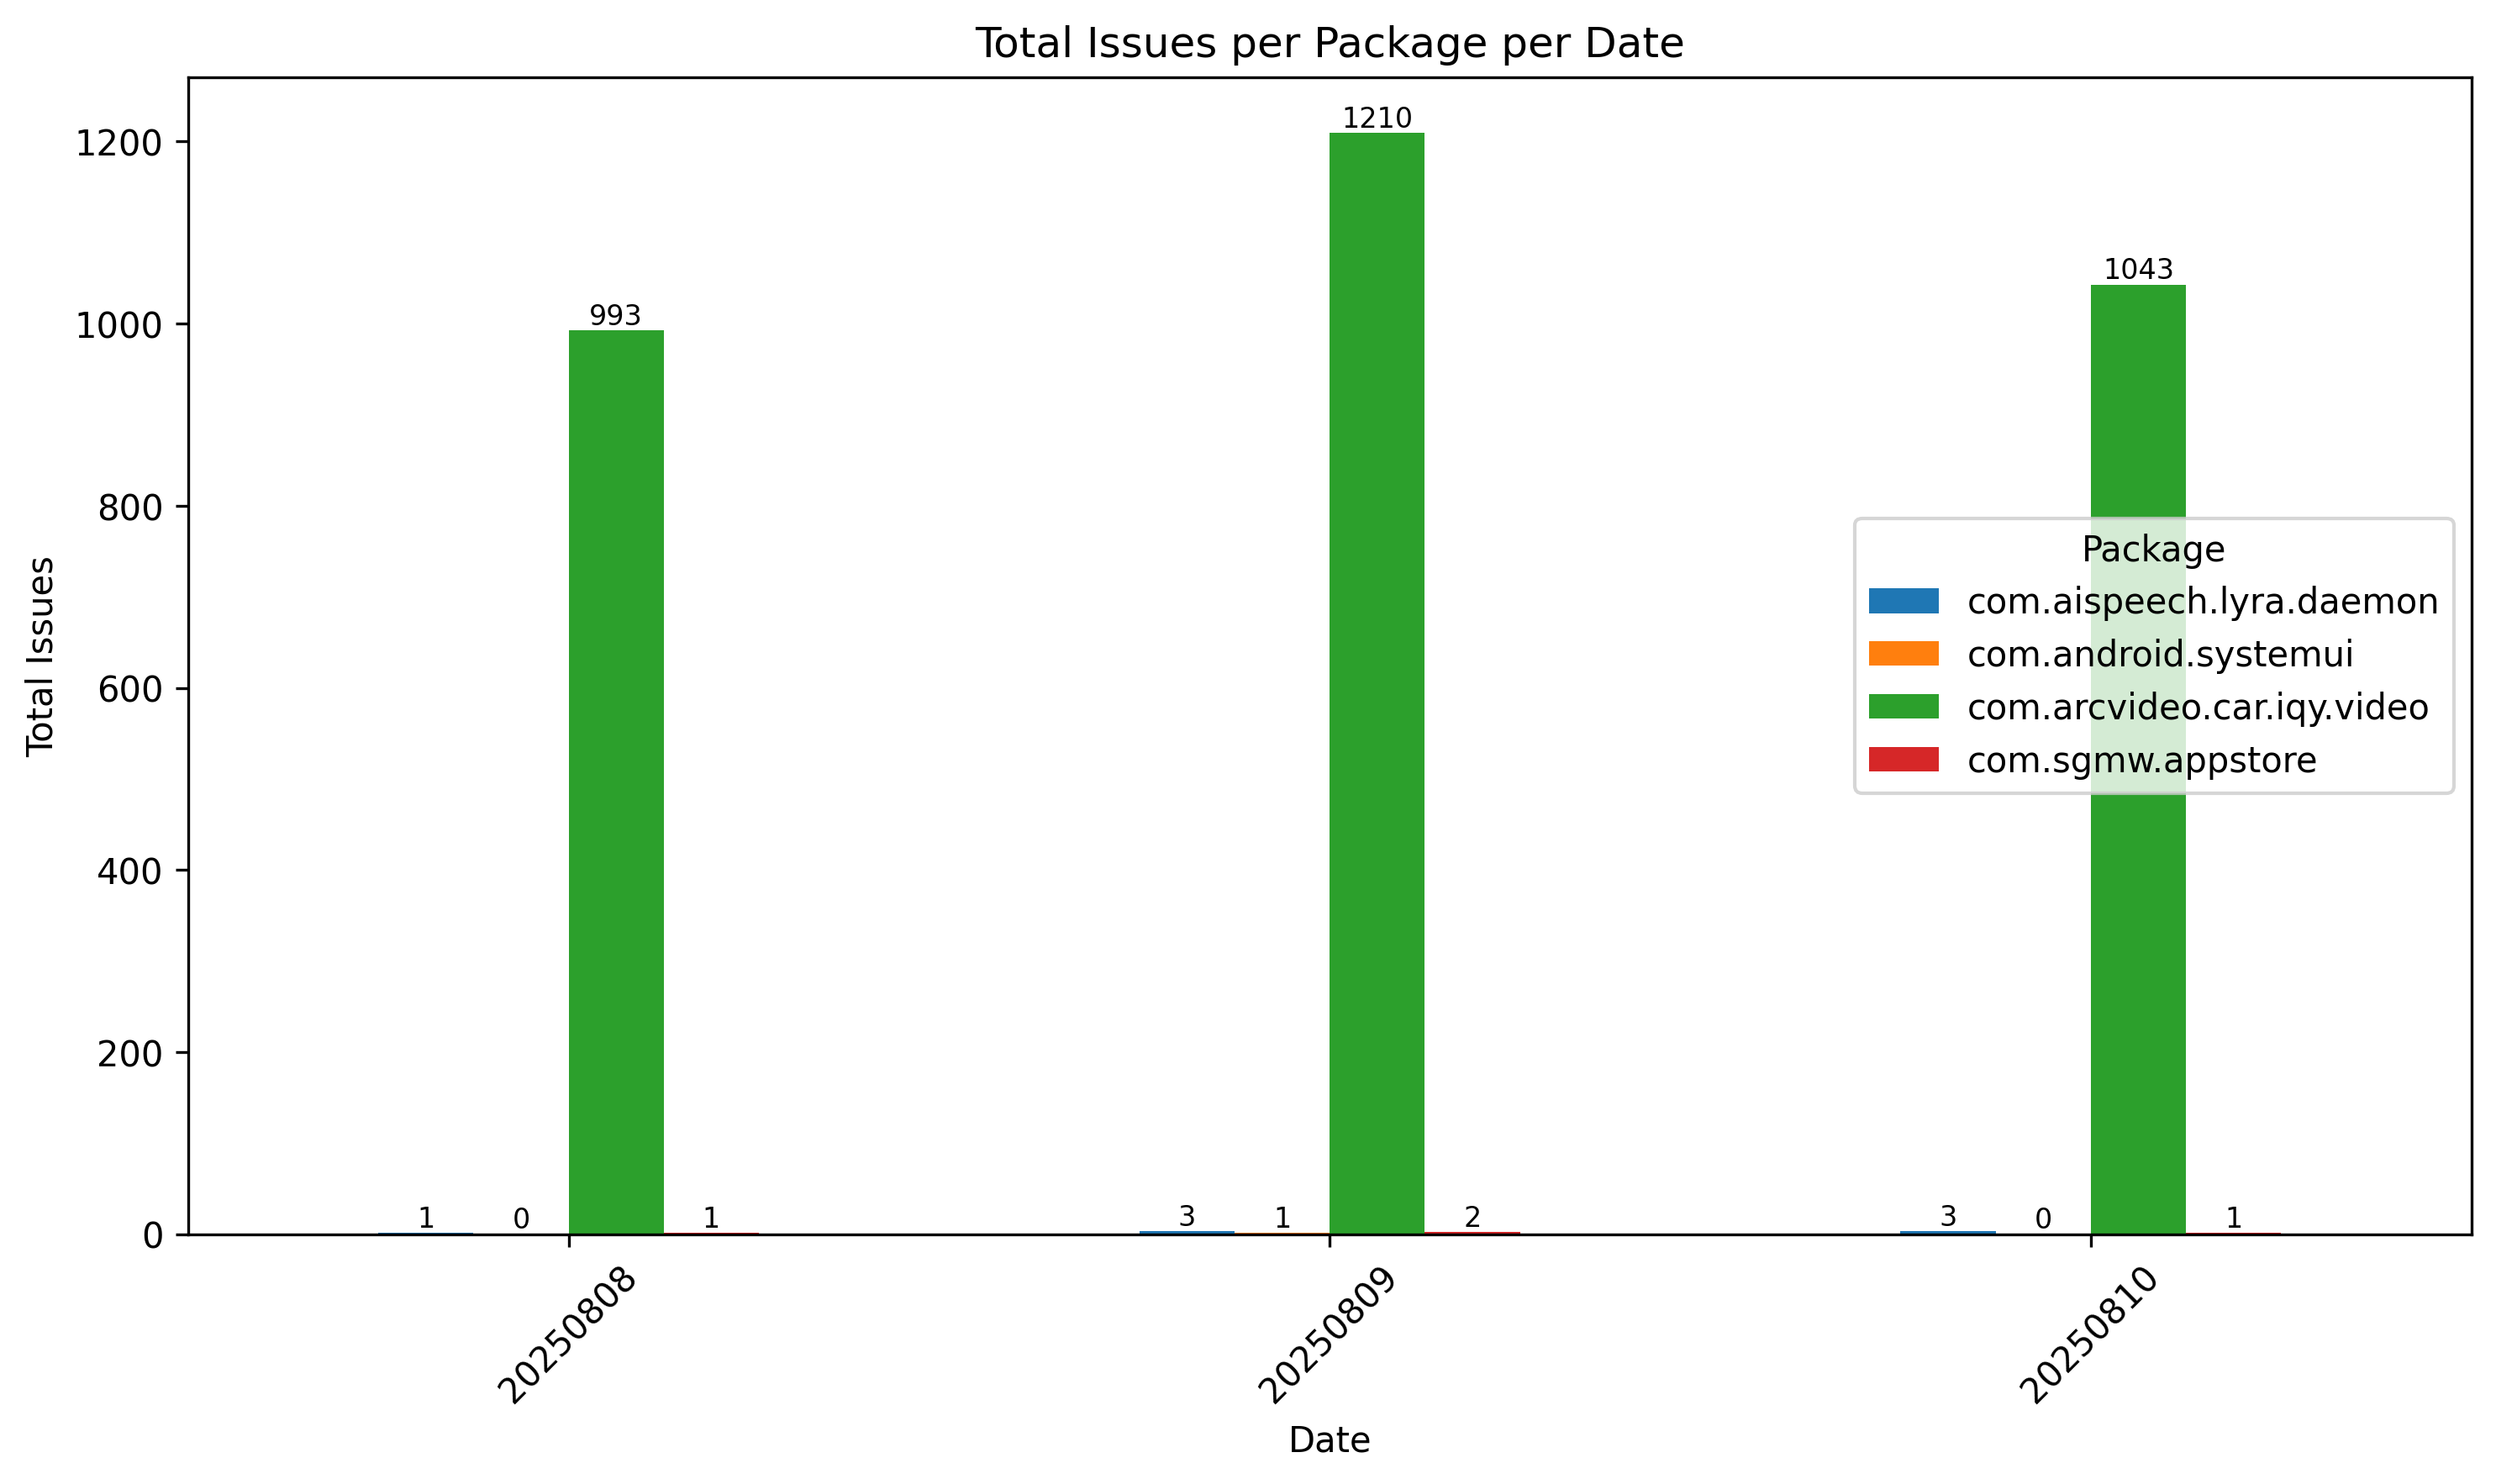 Total Issues per Package per Date
Total Issues
1200
1000
800
600
400
200
0
993
1210
1043
1
0
1
3
1
2
3
0
1
Package
com.aispeech.lyra.daemon
com.android.systemui
com.arcvideo.car.iqy.video
com.sgmw.appstore
20250808
20250809
20250810
Date